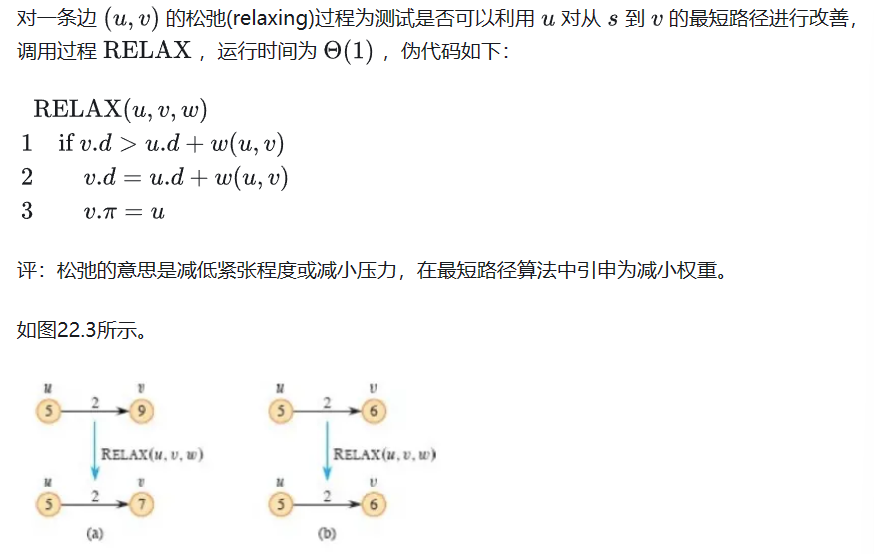 对一条边 (u, v) 的松弛(relaxing)过程为测试是否可以利用 u 对从 s 到 v 的最短路径进行改善，
调用过程 RELAX ，运行时间为 Θ(1) ，伪代码如下：
RELAX(u, v, w)
1 if v.d > u.d + w(u, v)
2 v.d = u.d + w(u, v)
3 v.π = u
评：松弛的意思是减低紧张程度或减小压力，在最短路径算法中引申为减小权重。
如图22.3所示。
u v u v
5 2 9 5 2 6
RELAX(u, v, w) RELAX(u, v, w)
u v u v
5 2 7 5 2 6
(a) (b)